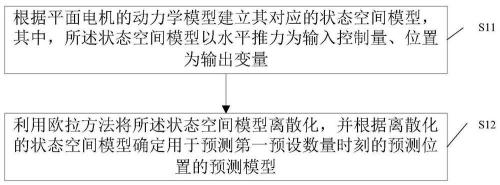 根据平面电机的动力学模型建立其对应的状态空间模型，
其中，所述状态空间模型以水平推力为输入控制量、位置
为输出变量
S11
利用欧拉方法将所述状态空间模型离散化，并根据离散化
的状态空间模型确定用于预测第一预设数量时刻的预测位
置的预测模型
S12